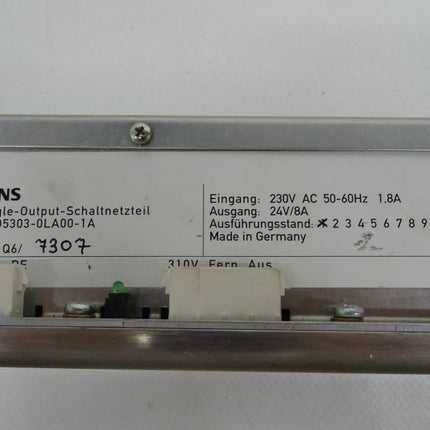 NS
gle-Output-Schaltnetzteil
05303-0LA00-1A
Q6/ 7307
Eingang: 230V AC 50-60Hz 1.8A
Ausgang: 24V/8A
Ausführungsstand: 2 3 4 5 6 7 8 9
Made in Germany
310V Fern Aus